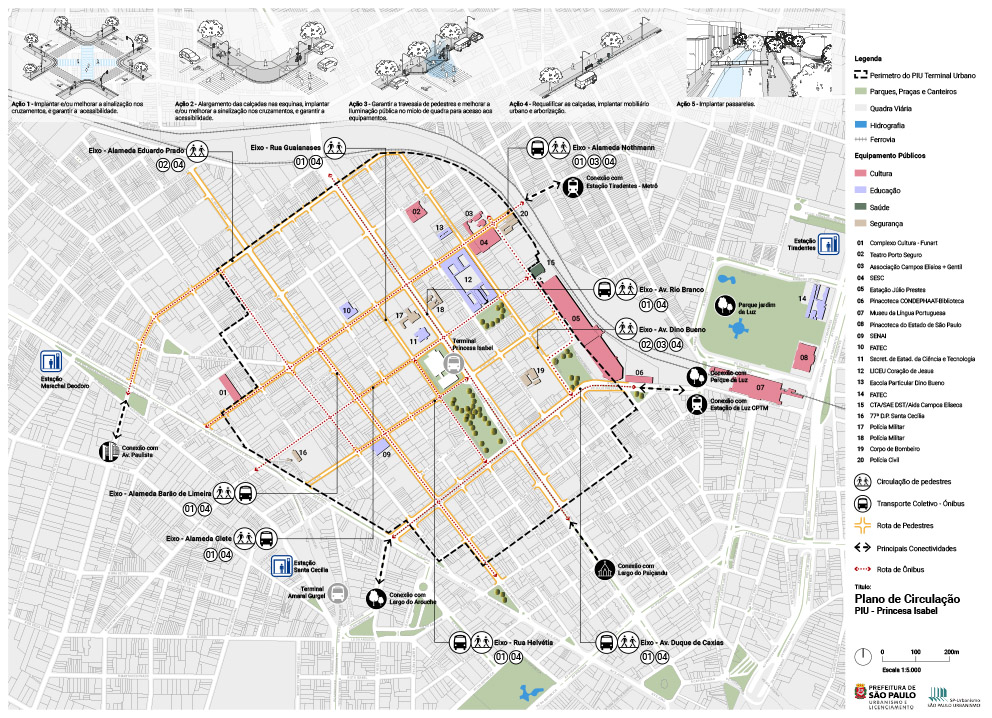 Ação 1 - Implantar e/ou melhorar a sinalização nos
cruzamentos, e garantir a acessibilidade.
Ação 2 - Alargamento das calçadas nas esquinas, implantar
e/ou melhorar a sinalização nos cruzamentos, e garantir a
acessibilidade.
Ação 3 - Garantir a travessia de pedestres e melhorar a
iluminação pública no miolo de quadra para acesso aos
equipamentos.
Ação 4 - Requalificar as calçadas, implantar mobiliário
urbano e arborização.
Ação 5 - Implantar passarelas.
Eixo - Alameda Eduardo Prado
02 04
Eixo - Rua Guaianases
01 04
Eixo - Alameda Nothmann
01 03 04
Conexão com
Estação Tiradentes - Metrô
Estação
Tiradentes
02
03
20
13
04
15
12
18
10
17
11
05
Eixo - Av. Rio Branco
01 04
Eixo - Av. Dino Bueno
02 03 04
Parque jardim
da Luz
14
08
07
Terminal
Princesa Isabel
19
06
Conexão com
Parque da Luz
Conexão com
Estação da Luz CPTM
Estação
Marechal Deodoro
01
Conexão com
Av. Paulista
16
09
Eixo - Alameda Barão de Limeira
01 04
Eixo - Alameda Glete
01 04
Estação
Santa Cecília
Terminal
Amaral Gurgel
Conexão com
Largo do Arouche
Conexão com
Largo do Paiçandu
Eixo - Rua Helvétia
01 04
Eixo - Av. Duque de Caxias
01 04
Legenda
Perímetro do PIU Terminal Urbano
Parques, Praças e Canteiros
Quadra Viária
Hidrografia
Ferrovia
Equipamento Públicos
Cultura
Educação
Saúde
Segurança
01 Complexo Cultura - Funart
02 Teatro Porto Seguro
03 Associação Campos Elísios + Gentil
04 SESC
05 Estação Júlio Prestes
06 Pinacoteca CONDEPHAAT-Biblioteca
07 Museu da Língua Portuguesa
08 Pinacoteca do Estado de São Paulo
09 SENAI
10 FATEC
11 Secret. de Estad. da Ciência e Tecnologia
12 LICEU Coração de Jesus
13 Escola Particular Dino Bueno
14 FATEC
15 CTA/SAE DST/Aids Campos Elíseos
16 77º D.P. Santa Cecília
17 Polícia Militar
18 Polícia Militar
19 Corpo de Bombeiro
20 Polícia Civil
Circulação de pedestres
Transporte Coletivo - Ônibus
Rota de Pedestres
Principais Conectividades
Rota de Ônibus
Título:
Plano de Circulação
PIU - Princesa Isabel
0 100 200m
Escala 1:5.000
PREFEITURA DE
SÃO PAULO
URBANISMO E
LICENCIAMENTO
SP-Urbanismo
SÃO PAULO URBANISMO